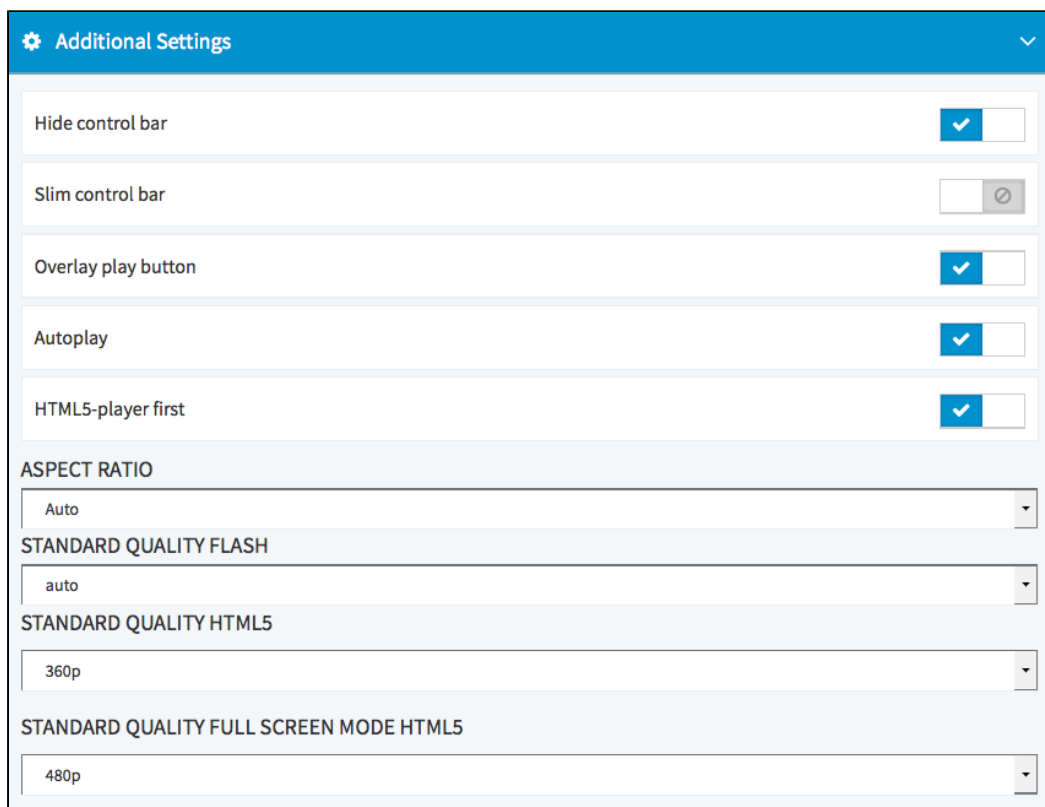 Additional Settings
Hide control bar
Slim control bar
Overlay play button
Autoplay
HTML5-player first
ASPECT RATIO
Auto
STANDARD QUALITY FLASH
auto
STANDARD QUALITY HTML5
360p
STANDARD QUALITY FULL SCREEN MODE HTML5
480p